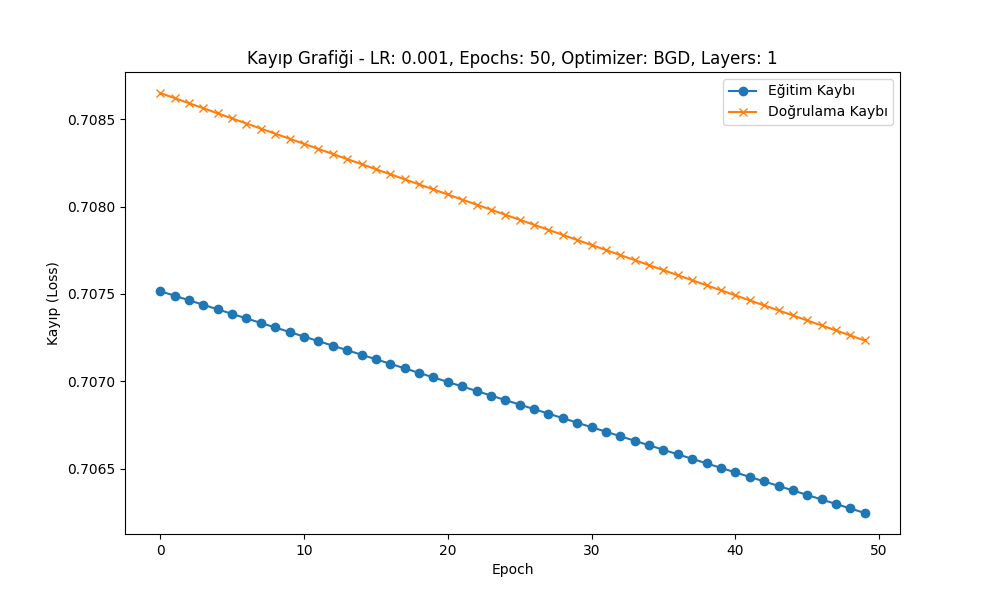 Kayıp Grafiği - LR: 0.001, Epochs: 50, Optimizer: BGD, Layers: 1
Eğitim Kaybı
Doğrulama Kaybı
0.7085
0.7080
0.7075
0.7070
0.7065
Kayıp (Loss)
0 10 20 30 40 50
Epoch